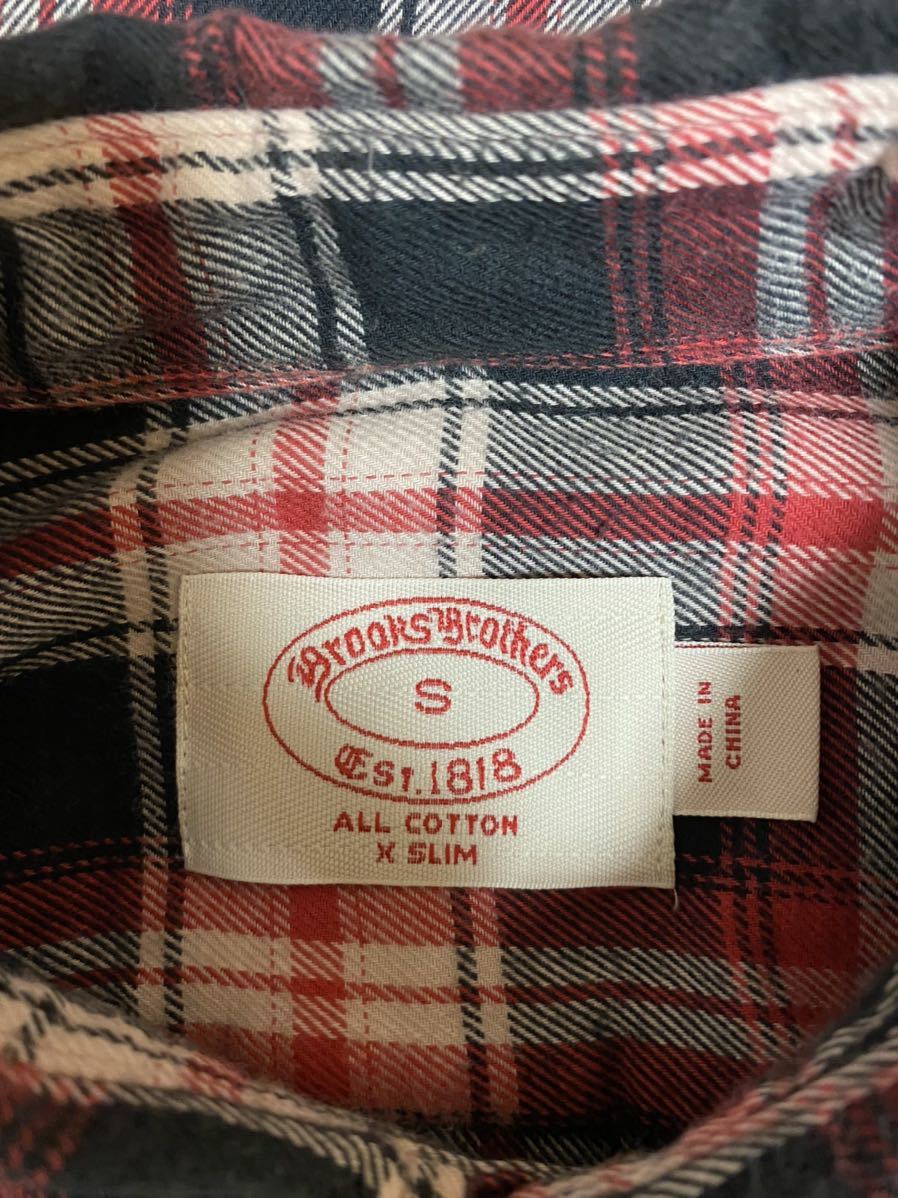 Brooks Brothers
S
Est. 1818
ALL COTTON
X SLIM
MADE IN
CHINA